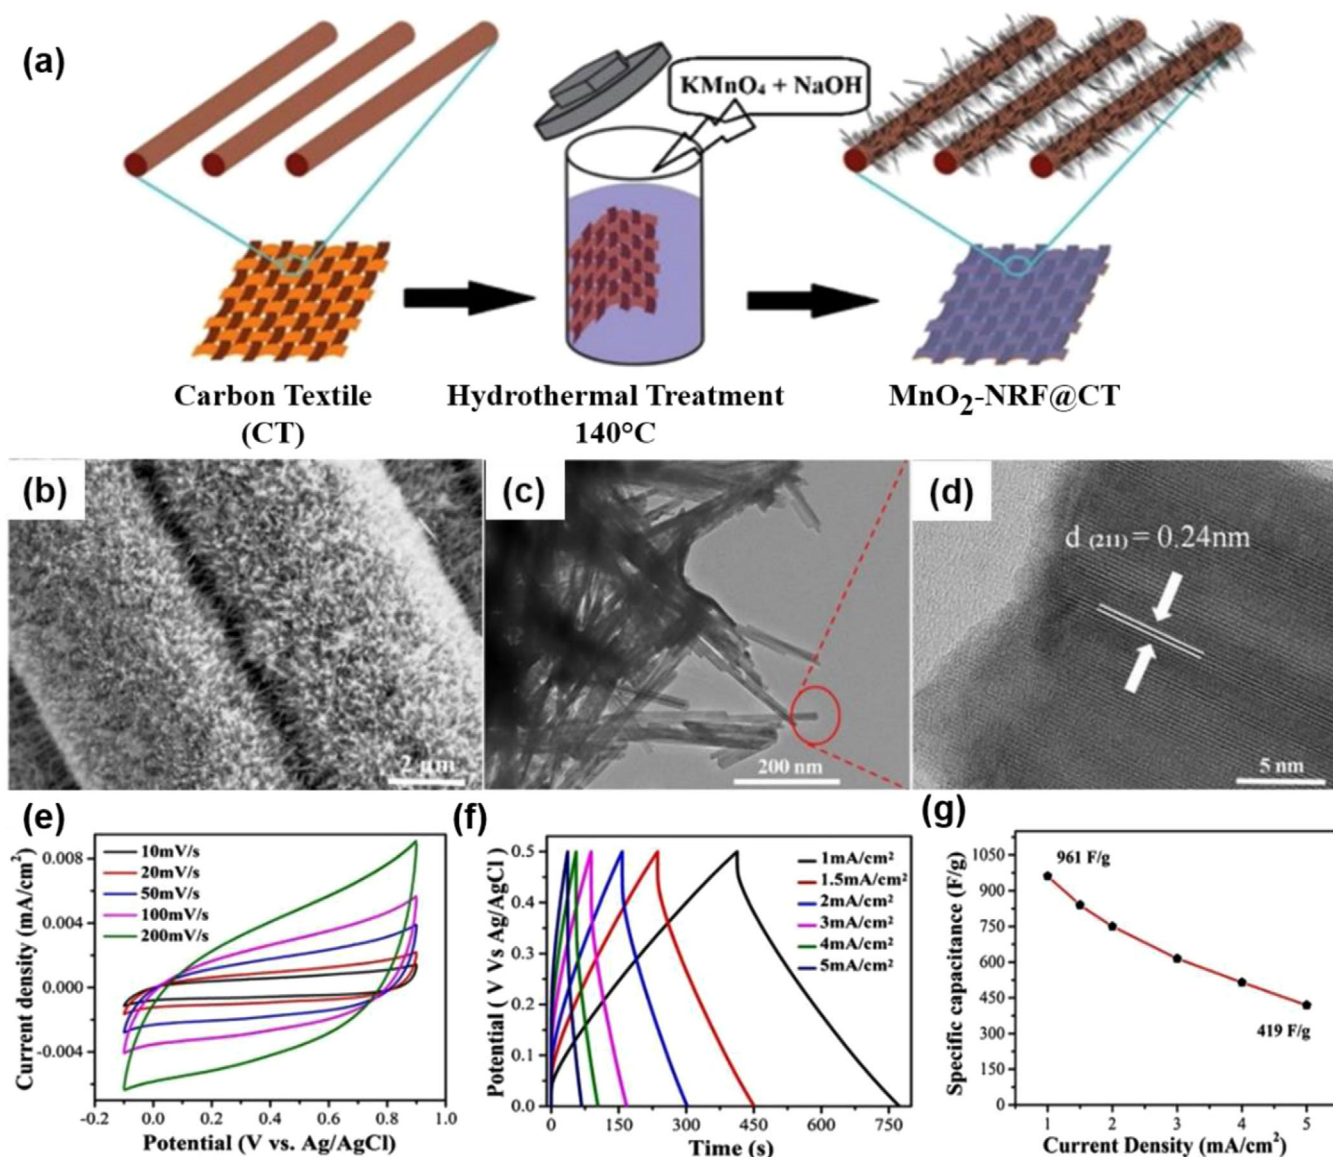 (a)
KMnO₄ + NaOH
Carbon Textile
(CT)
Hydrothermal Treatment
140°C
MnO₂-NRF@CT
(b)
2 µm
(c)
200 nm
(d)
d (211) = 0.24nm
5 nm
(e)
Current density (mA/cm²)
0.008
0.004
0.000
-0.004
10mV/s
20mV/s
50mV/s
100mV/s
200mV/s
-0.2 0.0 0.2 0.4 0.6 0.8 1.0
Potential (V vs. Ag/AgCl)
(f)
Potential ( V Vs Ag/AgCl)
0.5
0.4
0.3
0.2
0.1
0.0
1mA/cm²
1.5mA/cm²
2mA/cm²
3mA/cm²
4mA/cm²
5mA/cm²
0 150 300 450 600 750
Time (s)
(g)
Specific capacitance (F/g)
1050
900
750
600
450
300
150
0
961 F/g
419 F/g
1 2 3 4 5
Current Density (mA/cm²)